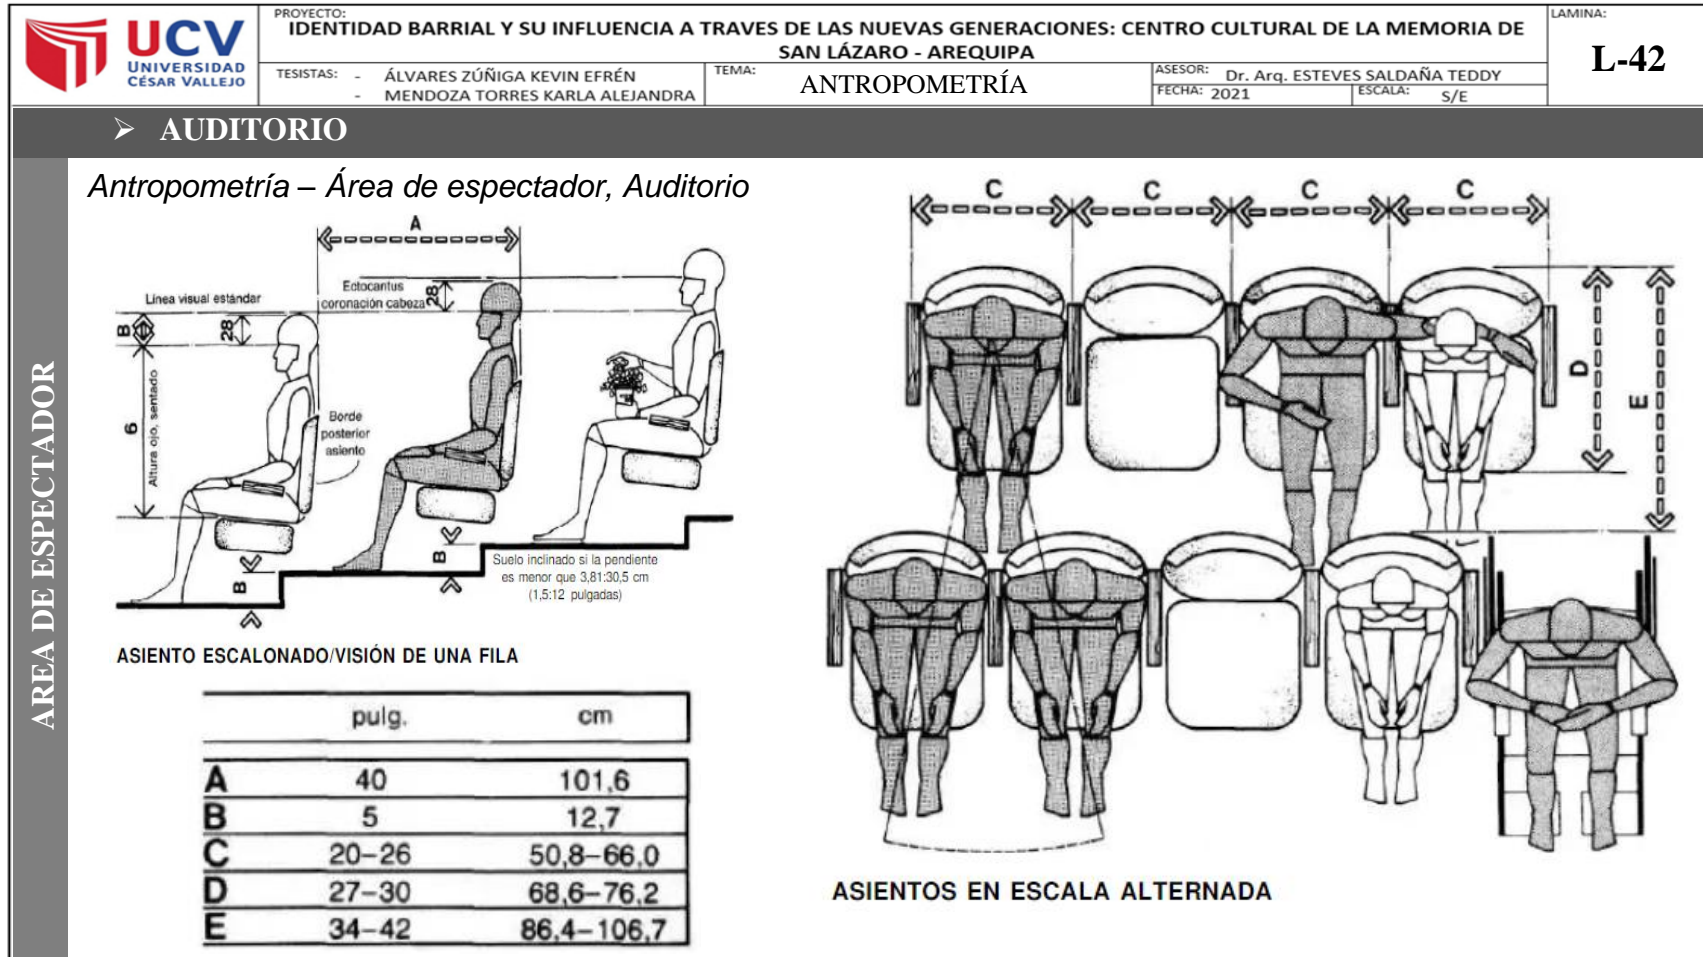 UCV
UNIVERSIDAD
CÉSAR VALLEJO
PROYECTO:
IDENTIDAD BARRIAL Y SU INFLUENCIA A TRAVES DE LAS NUEVAS GENERACIONES: CENTRO CULTURAL DE LA MEMORIA DE
SAN LÁZARO - AREQUIPA
TESISTAS: - ÁLVARES ZÚÑIGA KEVIN EFRÉN
- MENDOZA TORRES KARLA ALEJANDRA
TEMA:
ANTROPOMETRÍA
ASESOR: Dr. Arq. ESTEVES SALDAÑA TEDDY
FECHA: 2021
ESCALA: S/E
LAMINA:
L-42
➢ AUDITORIO
AREA DE ESPECTADOR
Antropometría – Área de espectador, Auditorio
A
Línea visual estándar
Ectocantus
coronación cabeza
28
B
28
6
Altura ojo, sentado
Borde
posterior
asiento
B
B
Suelo inclinado si la pendiente
es menor que 3,81:30,5 cm
(1,5:12 pulgadas)
ASIENTO ESCALONADO/VISIÓN DE UNA FILA
pulg. cm
A 40 101,6
B 5 12,7
C 20–26 50,8–66,0
D 27–30 68,6–76,2
E 34–42 86,4–106,7
C C C C
D
E
ASIENTOS EN ESCALA ALTERNADA